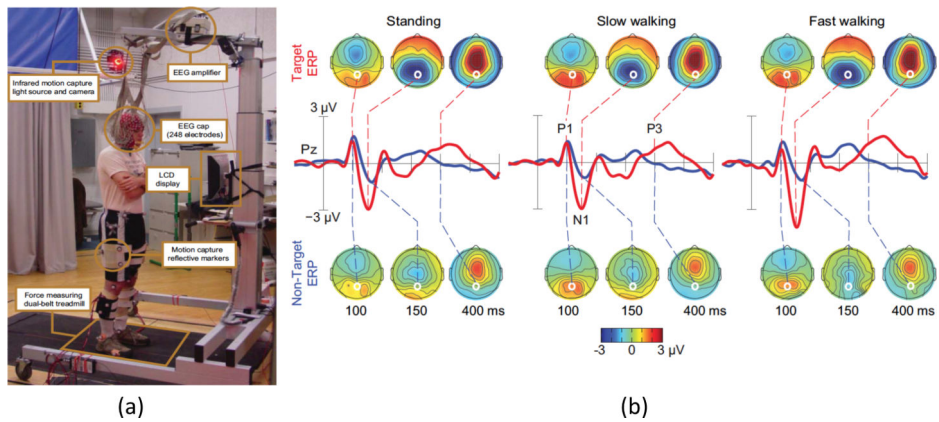 Infrared motion capture
light source and camera
EEG amplifier
EEG cap
(248 electrodes)
LCD
display
Motion capture
reflective markers
Force measuring
dual-belt treadmill
(a)
Standing
Slow walking
Fast walking
Target
ERP
3 µV
Pz
−3 µV
P1
P3
N1
Non-Target
ERP
100
150
400 ms
100
150
400 ms
100
150
400 ms
-3
0
3 µV
(b)